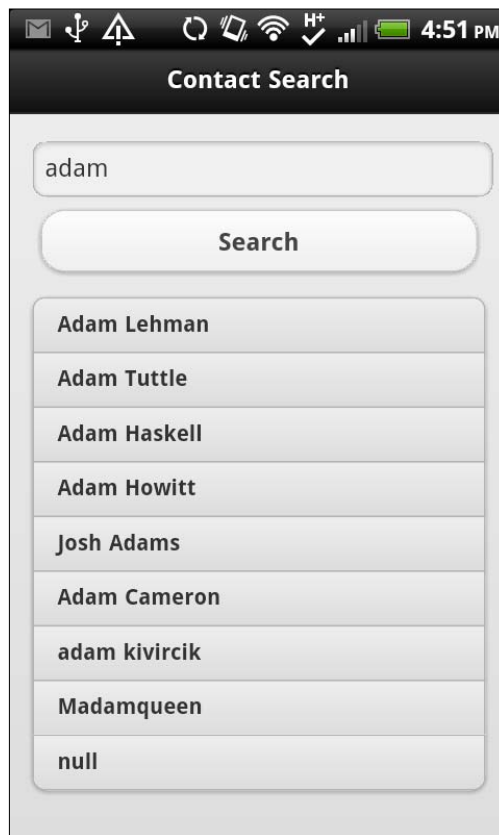 H+ 4:51 PM
Contact Search
adam
Search
Adam Lehman
Adam Tuttle
Adam Haskell
Adam Howitt
Josh Adams
Adam Cameron
adam kivircik
Madamqueen
null